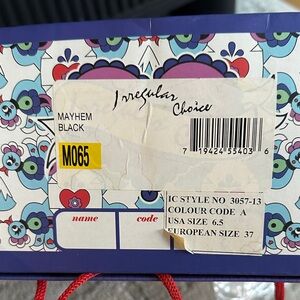 Irregular
Choice
MAYHEM
BLACK
M065
7 19424 55403 6
name
code
IC STYLE NO 3057-13
COLOUR CODE A
USA SIZE 6.5
EUROPEAN SIZE 37